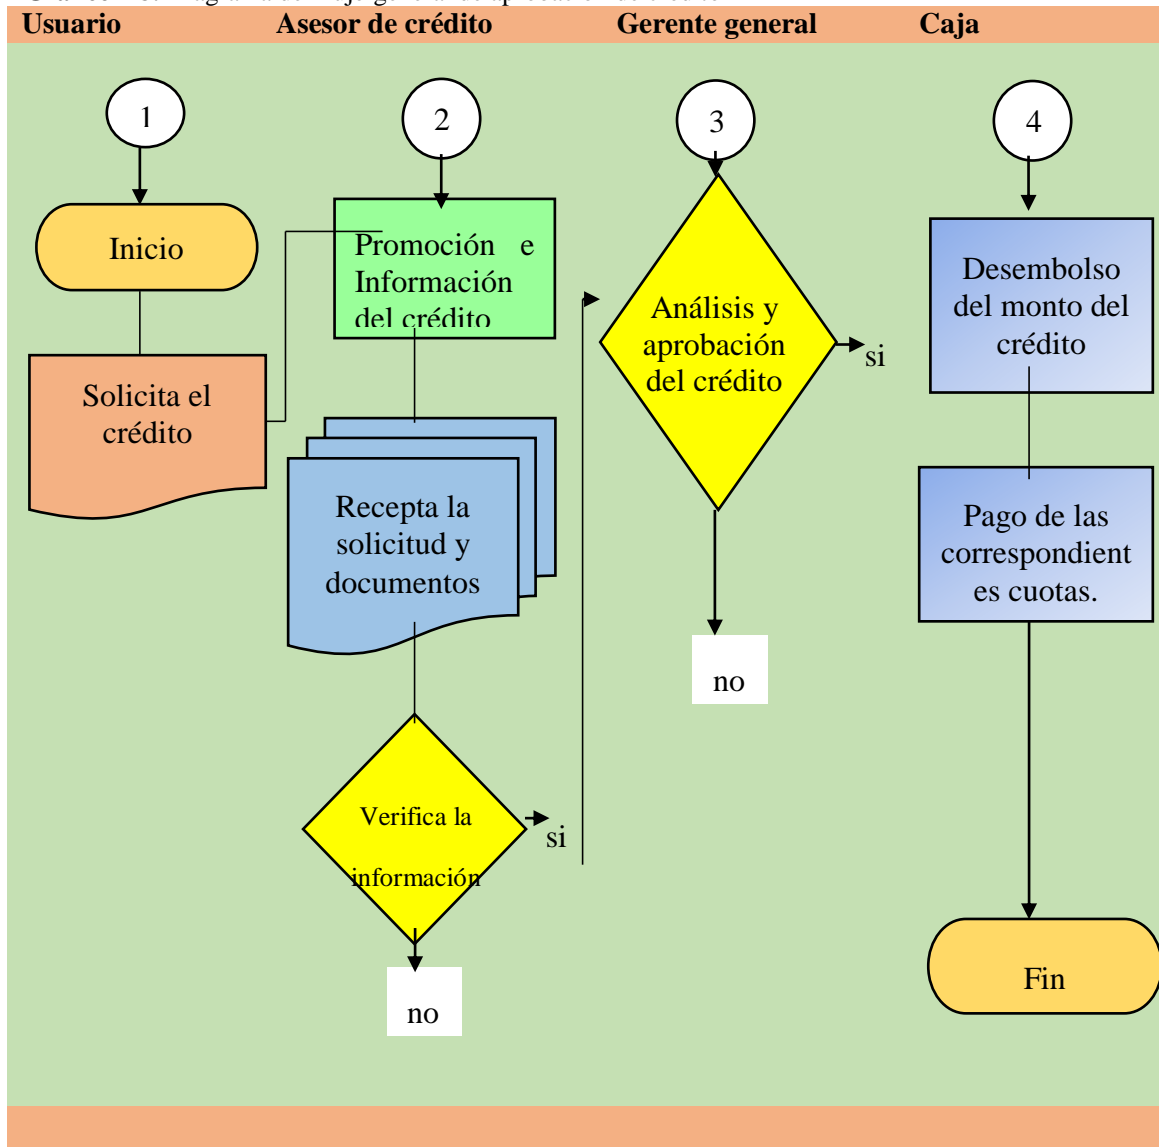 Usuario Asesor de crédito Gerente general Caja
1
2
3
4
Inicio
Solicita el
crédito
Promoción e
Información
del crédito
Recepta la
solicitud y
documentos
Verifica la
información
si
no
Análisis y
aprobación
del crédito
si
no
Desembolso
del monto del
crédito
Pago de las
correspondient
es cuotas.
Fin